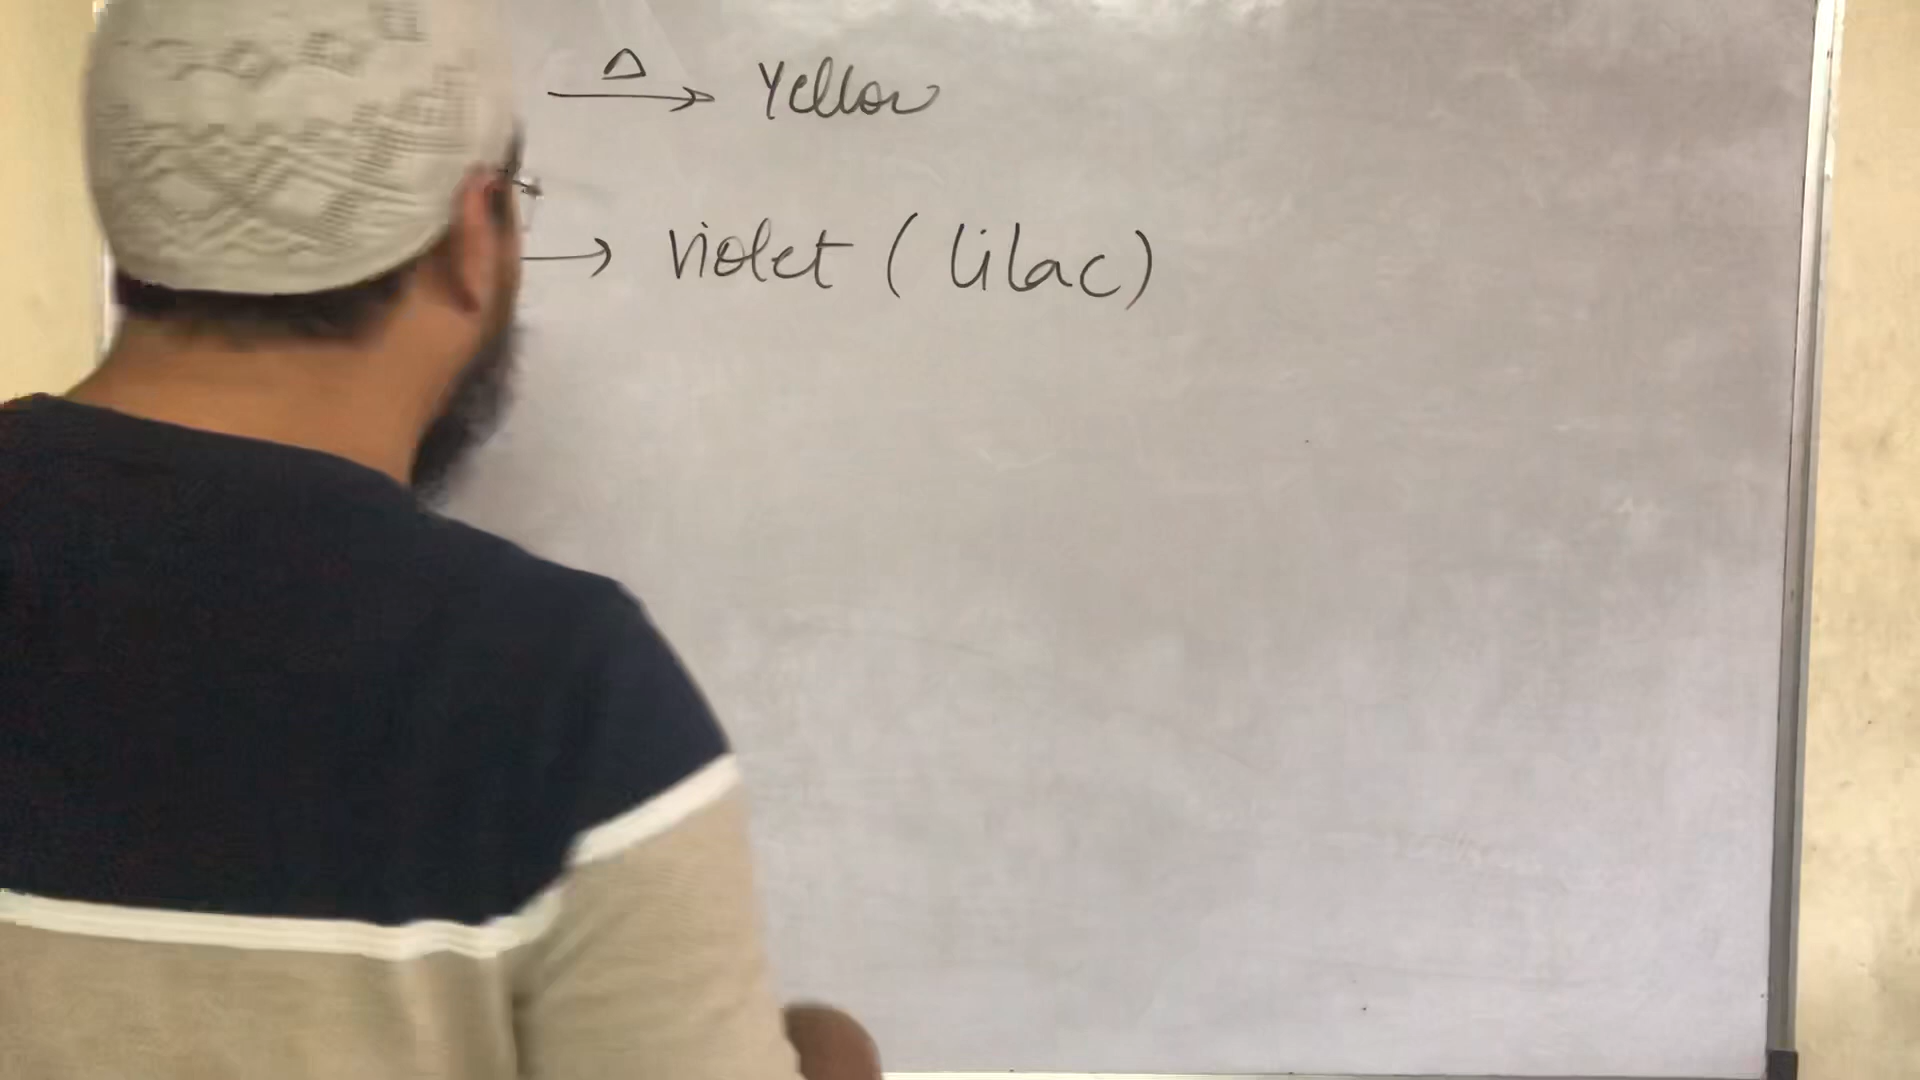 Δ → Yellow
→ violet (lilac)